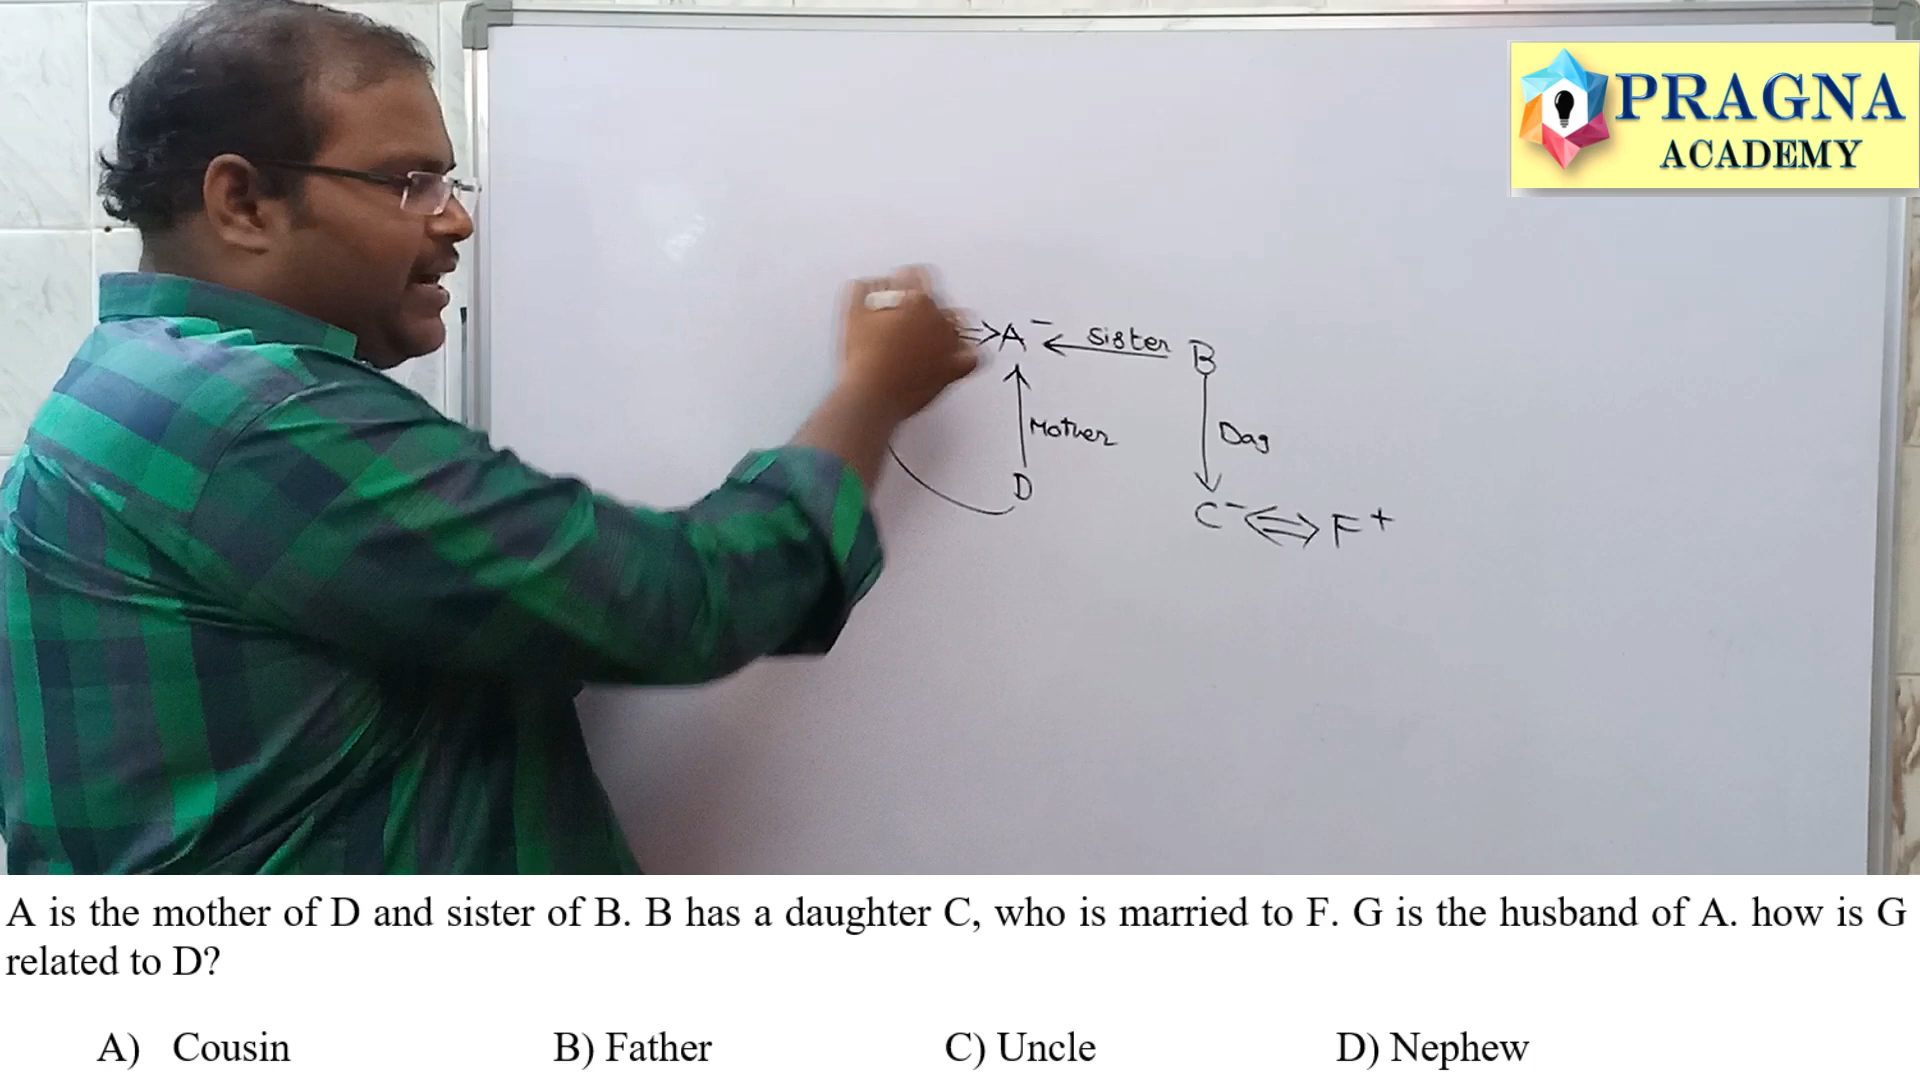 PRAGNA
ACADEMY
A⁻ Sister B
Mother Dag
D
C⁻ F⁺
A is the mother of D and sister of B. B has a daughter C, who is married to F. G is the husband of A. how is G
related to D?
A) Cousin B) Father C) Uncle D) Nephew